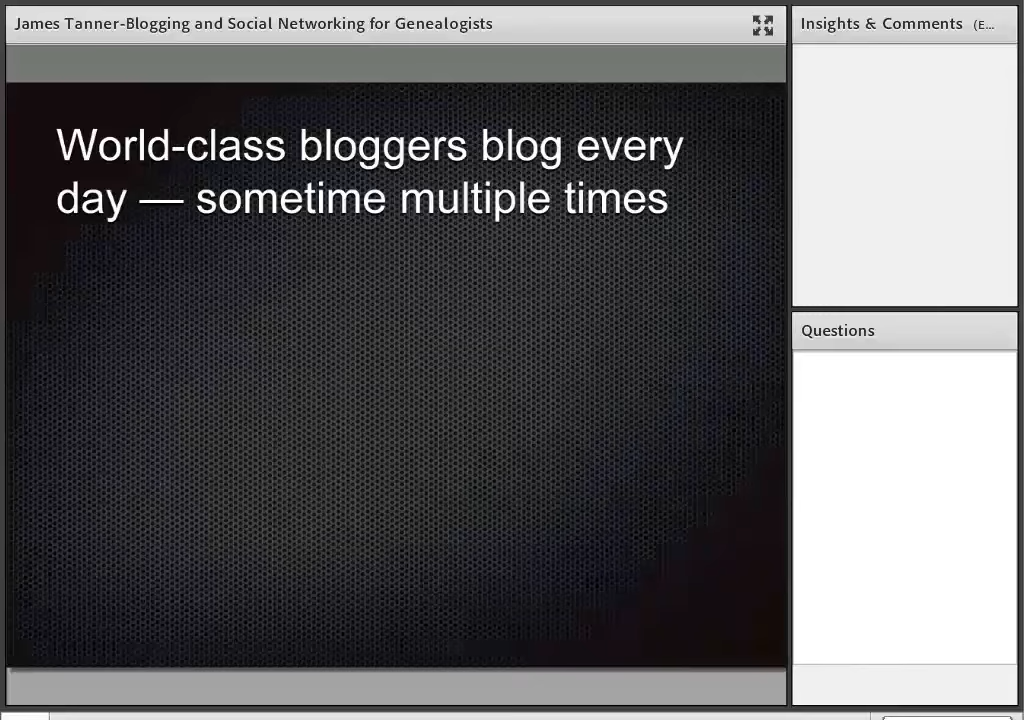 James Tanner-Blogging and Social Networking for Genealogists
Insights & Comments (E...
World-class bloggers blog every
day — sometime multiple times
Questions